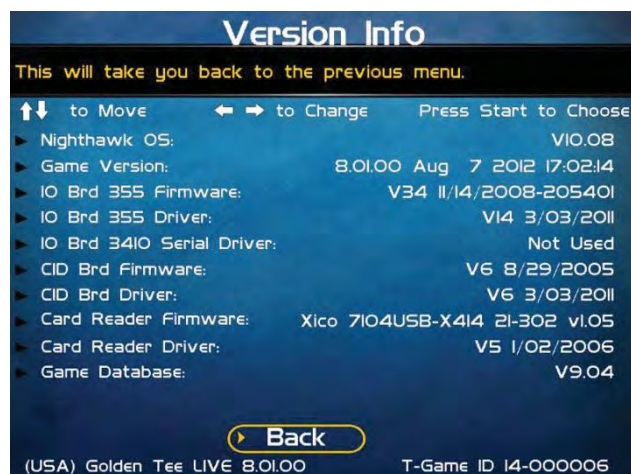 Version Info
This will take you back to the previous menu.
↑↓ to Move ← → to Change Press Start to Choose
Nighthawk OS: V10.08
Game Version: 8.01.00 Aug 7 2012 17:02:14
IO Brd 355 Firmware: V34 11/14/2008-205401
IO Brd 355 Driver: V14 3/03/2011
IO Brd 3410 Serial Driver: Not Used
CID Brd Firmware: V6 8/29/2005
CID Brd Driver: V6 3/03/2011
Card Reader Firmware: Xico 7104USB-X414 21-302 v1.05
Card Reader Driver: V5 1/02/2006
Game Database: V9.04
Back
(USA) Golden Tee LIVE 8.01.00 T-Game ID 14-000006